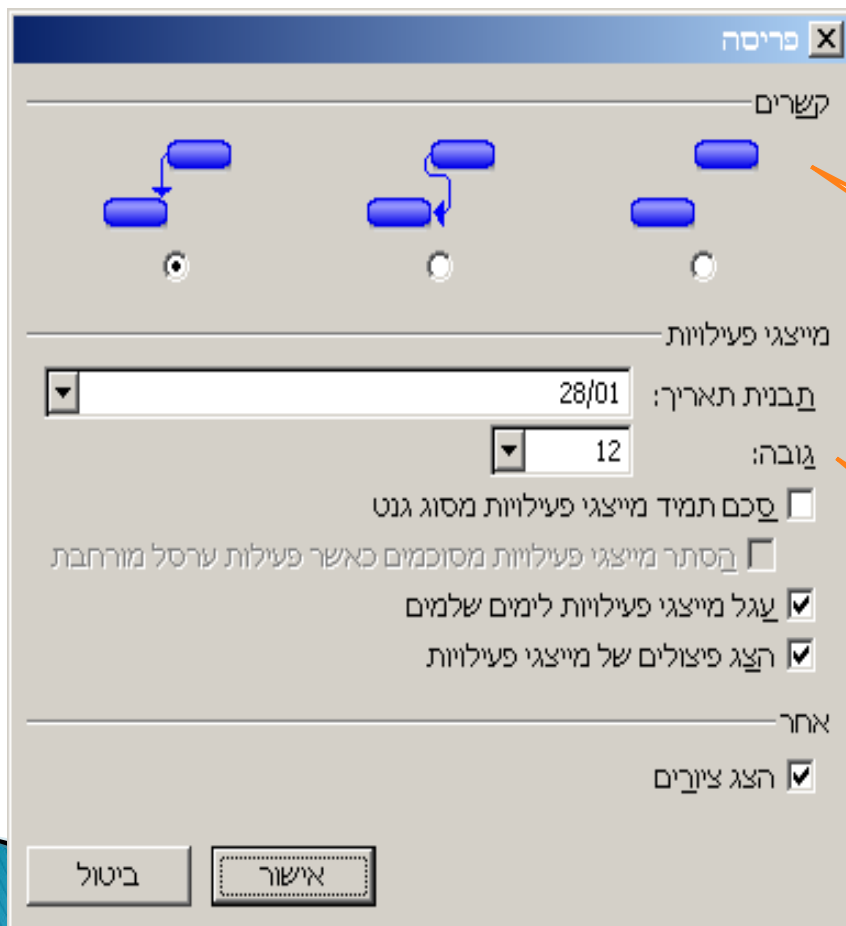 פריסה
קשרים
מייצגי פעילויות
תבנית תאריך: 28/01
גובה: 12
סכם תמיד מייצגי פעילויות מסוג גנט
הסתר מייצגי פעילויות מסוכמים כאשר פעילות ערסל מורחבת
עגל מייצגי פעילויות לימים שלמים
הצג פיצולים של מייצגי פעילויות
אחר
הצג ציורים
אישור ביטול